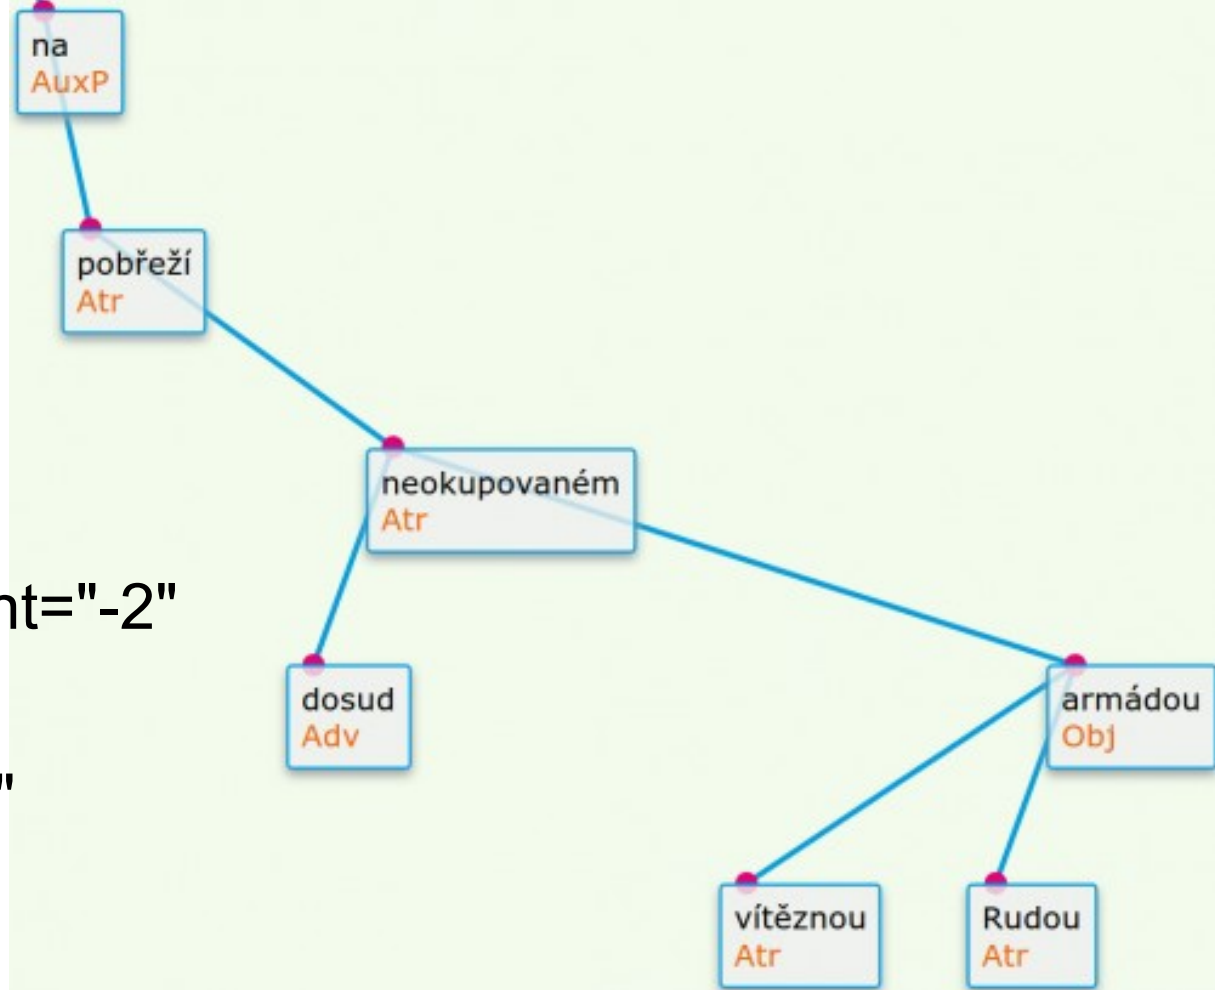 na
AuxP
pobřeží
Atr
neokupovaném
Atr
nt="-2"
dosud
Adv
armádou
Obj
"
vítěznou
Atr
Rudou
Atr